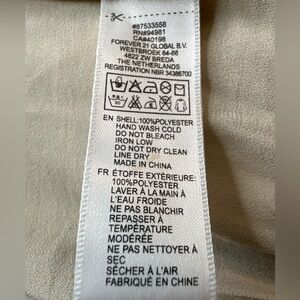 #87533558
RN#94981
CA#40198
FOREVER 21 GLOBAL B.V.
WESTBROEK 64-66
4822 ZW BREDA
THE NETHERLANDS
REGISTRATION NBR 34386700
30
EN SHELL:100%POLYESTER
HAND WASH COLD
DO NOT BLEACH
IRON LOW
DO NOT DRY CLEAN
LINE DRY
MADE IN CHINA
FR ÉTOFFE EXTÉRIEURE:
100%POLYESTER
LAVER À LA MAIN À
L'EAU FROIDE
NE PAS BLANCHIR
REPASSER À
TEMPÉRATURE
MODÉRÉE
NE PAS NETTOYER À
SEC
SÉCHER À L'AIR
FABRIQUÉ EN CHINE